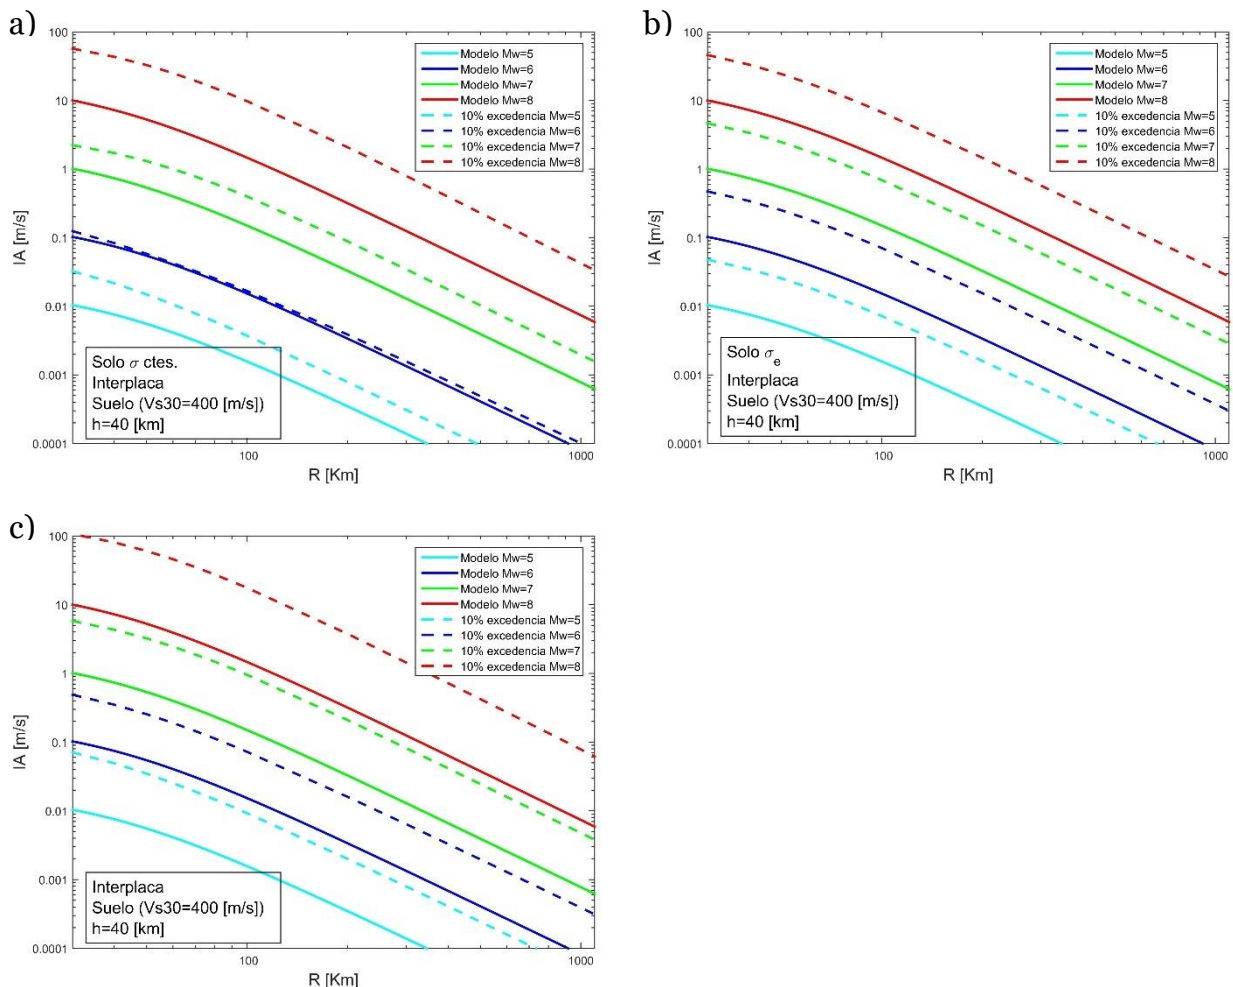 a)
100
10
1
0.1
0.01
0.001
0.0001
IA [m/s]
Modelo Mw=5
Modelo Mw=6
Modelo Mw=7
Modelo Mw=8
10% excedencia Mw=5
10% excedencia Mw=6
10% excedencia Mw=7
10% excedencia Mw=8
Solo σ ctes.
Interplaca
Suelo (Vs30=400 [m/s])
h=40 [km]
100
1000
R [Km]
b)
100
10
1
0.1
0.01
0.001
0.0001
IA [m/s]
Modelo Mw=5
Modelo Mw=6
Modelo Mw=7
Modelo Mw=8
10% excedencia Mw=5
10% excedencia Mw=6
10% excedencia Mw=7
10% excedencia Mw=8
Solo σe
Interplaca
Suelo (Vs30=400 [m/s])
h=40 [km]
100
1000
R [Km]
c)
100
10
1
0.1
0.01
0.001
0.0001
IA [m/s]
Modelo Mw=5
Modelo Mw=6
Modelo Mw=7
Modelo Mw=8
10% excedencia Mw=5
10% excedencia Mw=6
10% excedencia Mw=7
10% excedencia Mw=8
Interplaca
Suelo (Vs30=400 [m/s])
h=40 [km]
100
1000
R [Km]